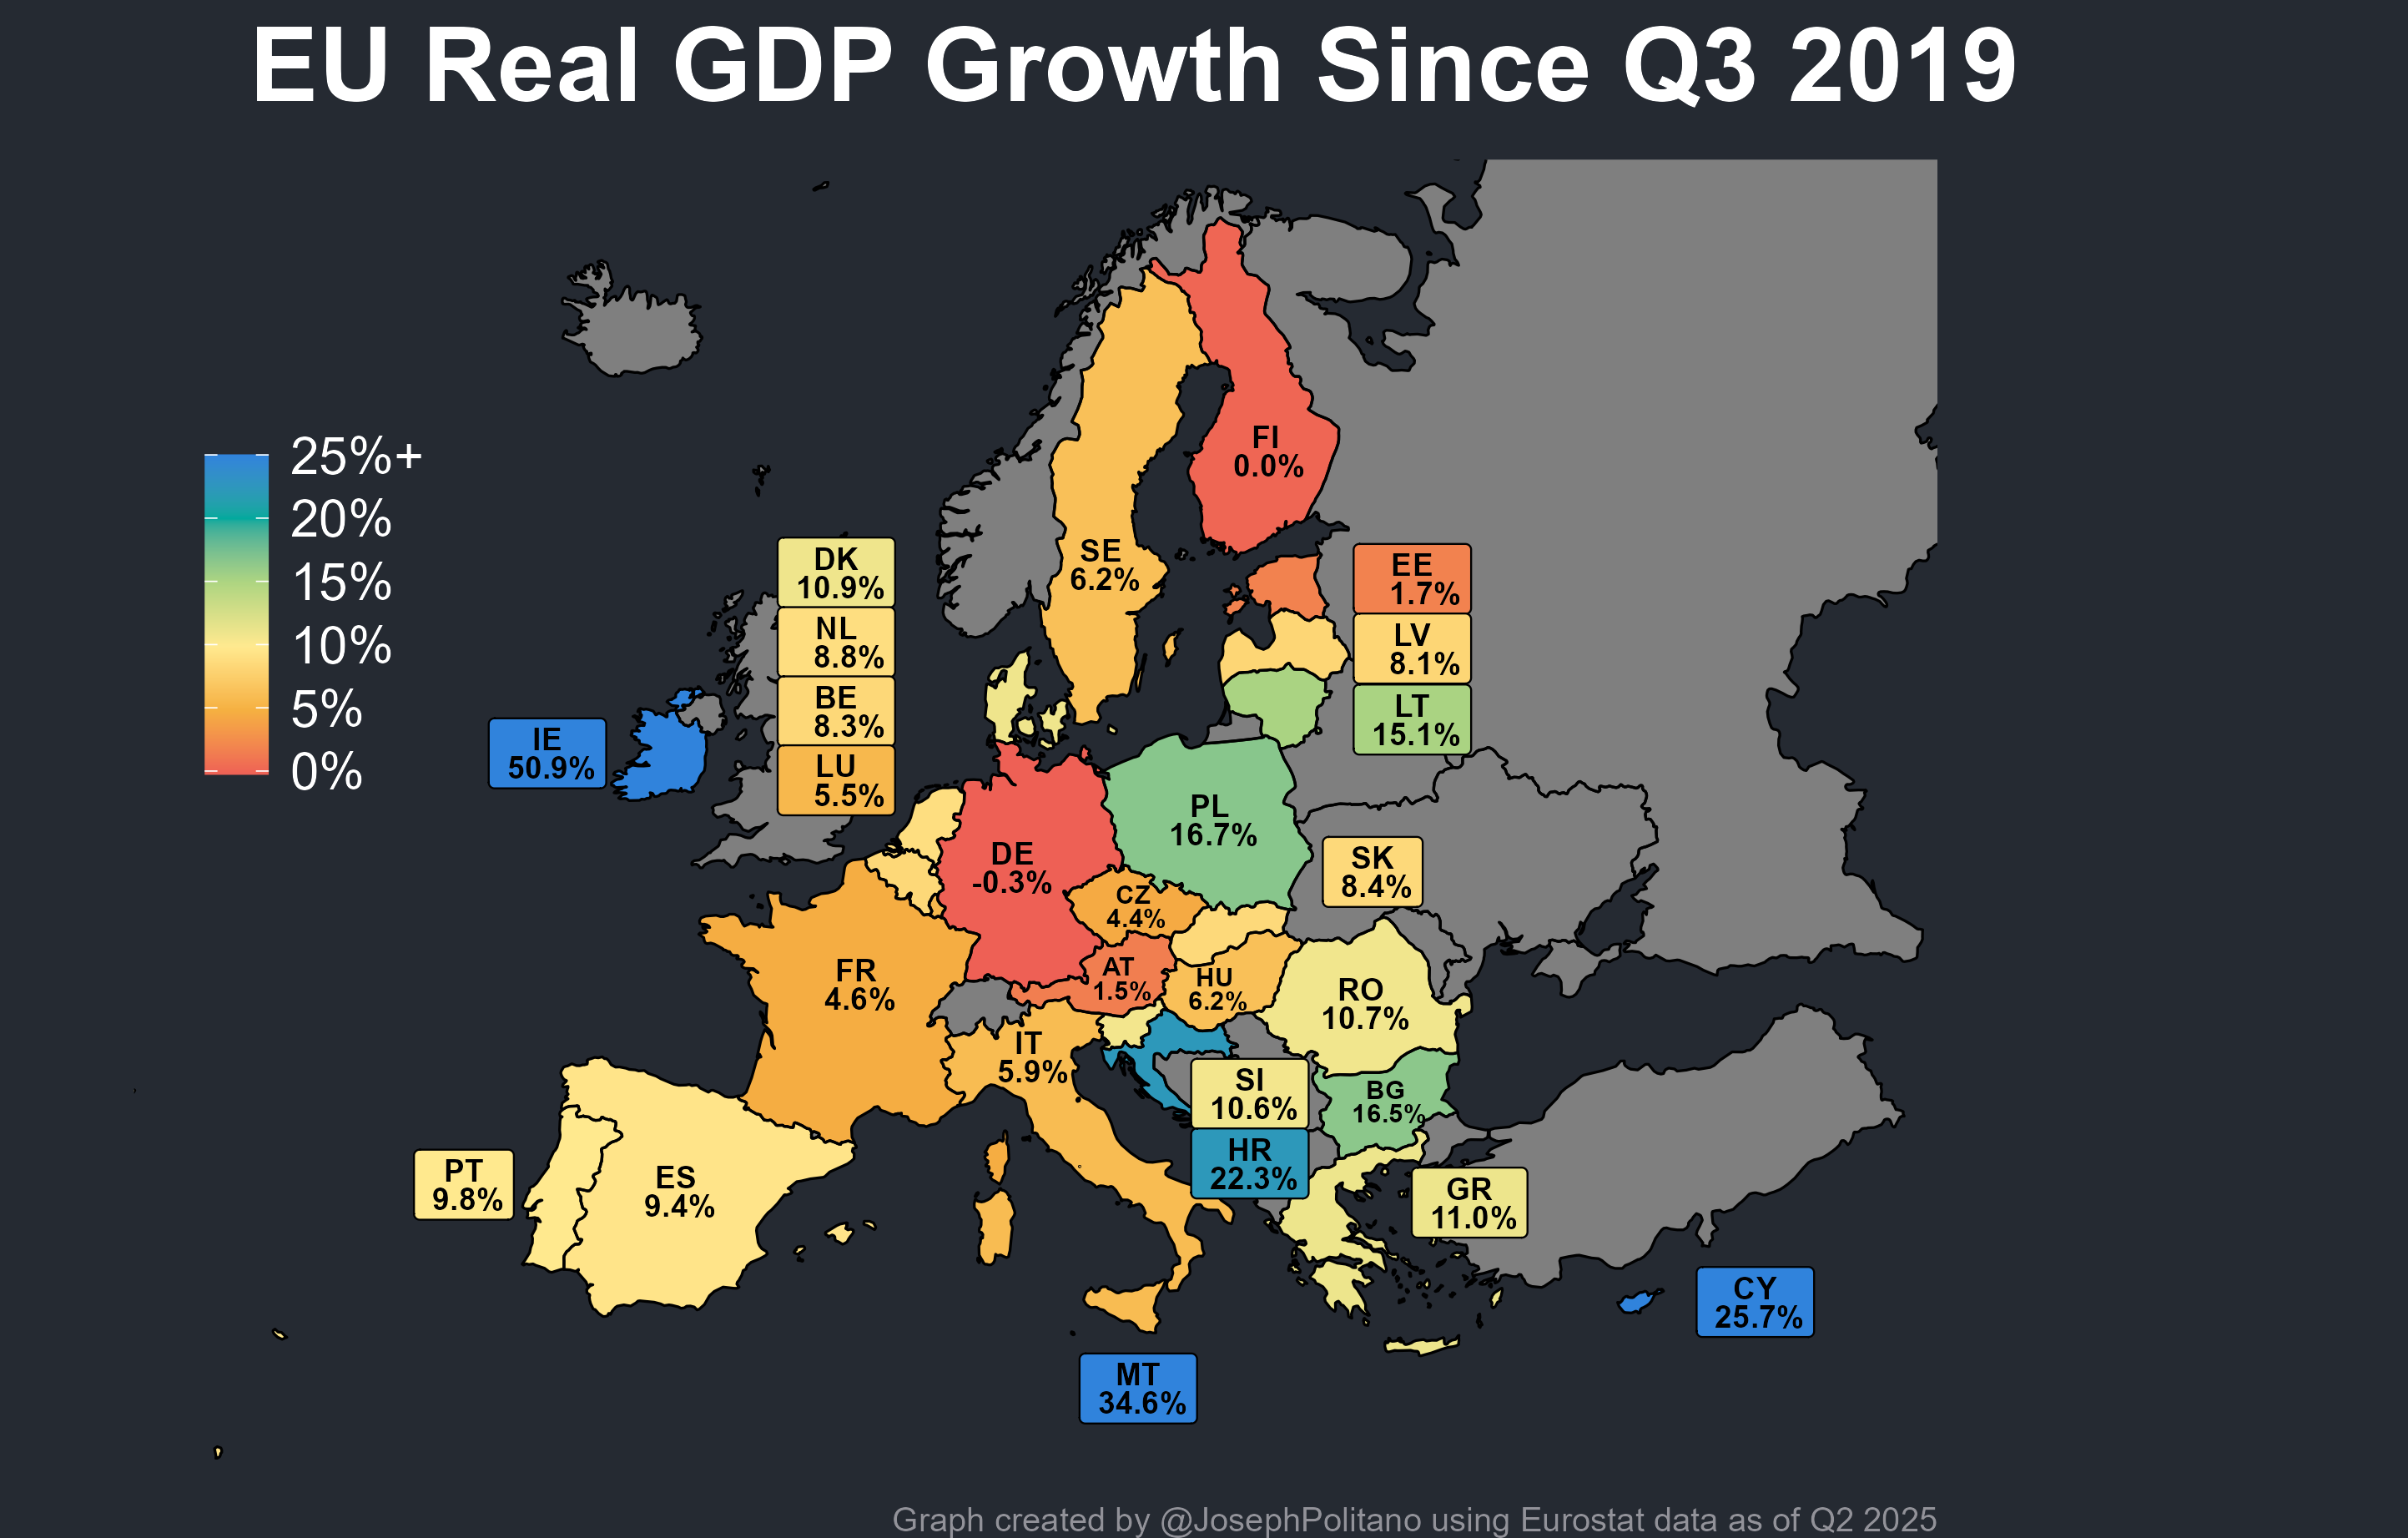 EU Real GDP Growth Since Q3 2019
25%+
20%
15%
10%
5%
0%
FI
0.0%
SE
6.2%
DK
10.9%
NL
8.8%
BE
8.3%
LU
5.5%
EE
1.7%
LV
8.1%
LT
15.1%
IE
50.9%
PL
16.7%
DE
-0.3%
SK
8.4%
CZ
4.4%
AT
1.5%
HU
6.2%
FR
4.6%
RO
10.7%
IT
5.9%
SI
10.6%
HR
22.3%
BG
16.5%
PT
9.8%
ES
9.4%
GR
11.0%
CY
25.7%
MT
34.6%
Graph created by @JosephPolitano using Eurostat data as of Q2 2025